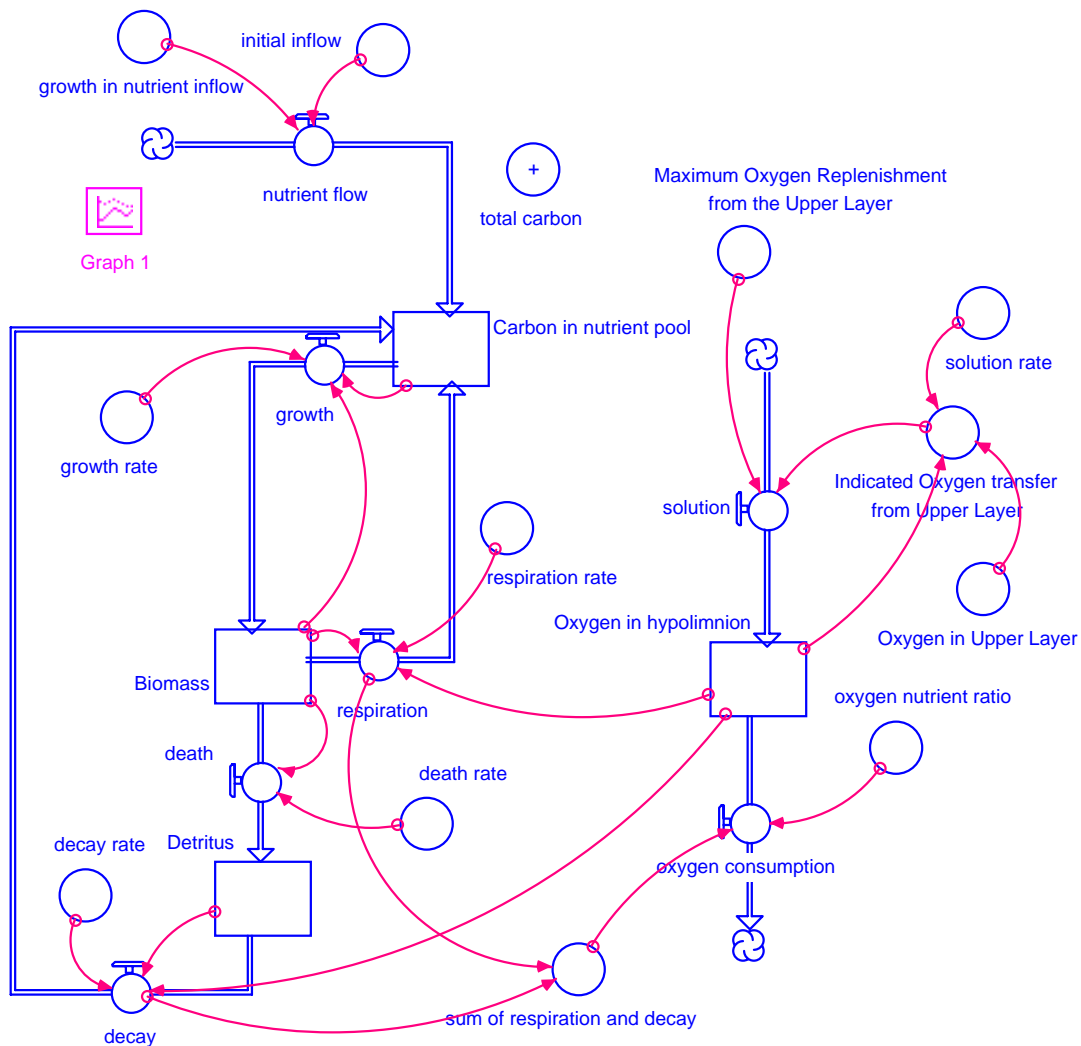 initial inflow
growth in nutrient inflow
nutrient flow
+
total carbon
Maximum Oxygen Replenishment
from the Upper Layer
Graph 1
Carbon in nutrient pool
solution rate
growth
growth rate
Indicated Oxygen transfer
from Upper Layer
solution
respiration rate
Oxygen in hypolimnion
Oxygen in Upper Layer
Biomass
respiration
oxygen nutrient ratio
death
death rate
decay rate
Detritus
oxygen consumption
decay
sum of respiration and decay